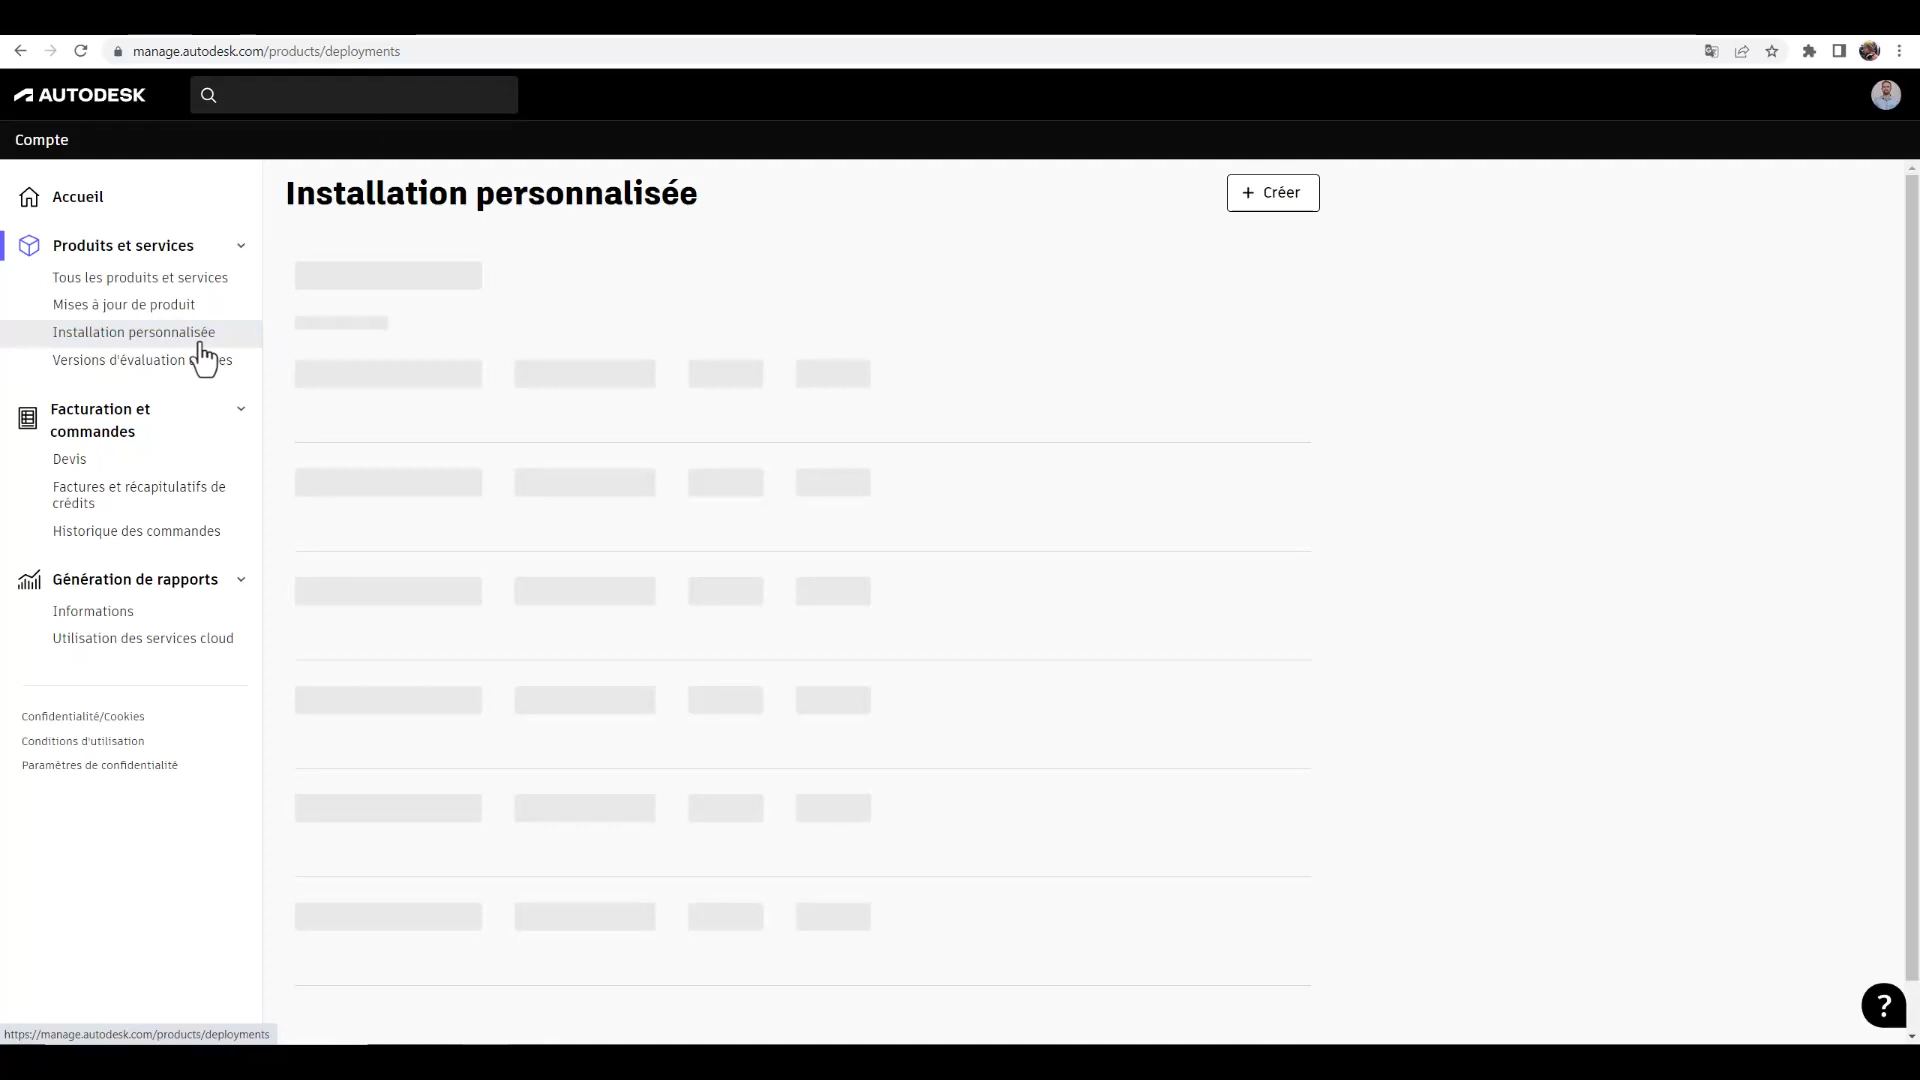 manage.autodesk.com/products/deployments
AUTODESK
Compte
Accueil
Installation personnalisée
+ Créer
Produits et services
Tous les produits et services
Mises à jour de produit
Installation personnalisée
Versions d'évaluation es
Facturation et
commandes
Devis
Factures et récapitulatifs de
crédits
Historique des commandes
Génération de rapports
Informations
Utilisation des services cloud
Confidentialité/Cookies
Conditions d'utilisation
Paramètres de confidentialité
?
https://manage.autodesk.com/products/deployments